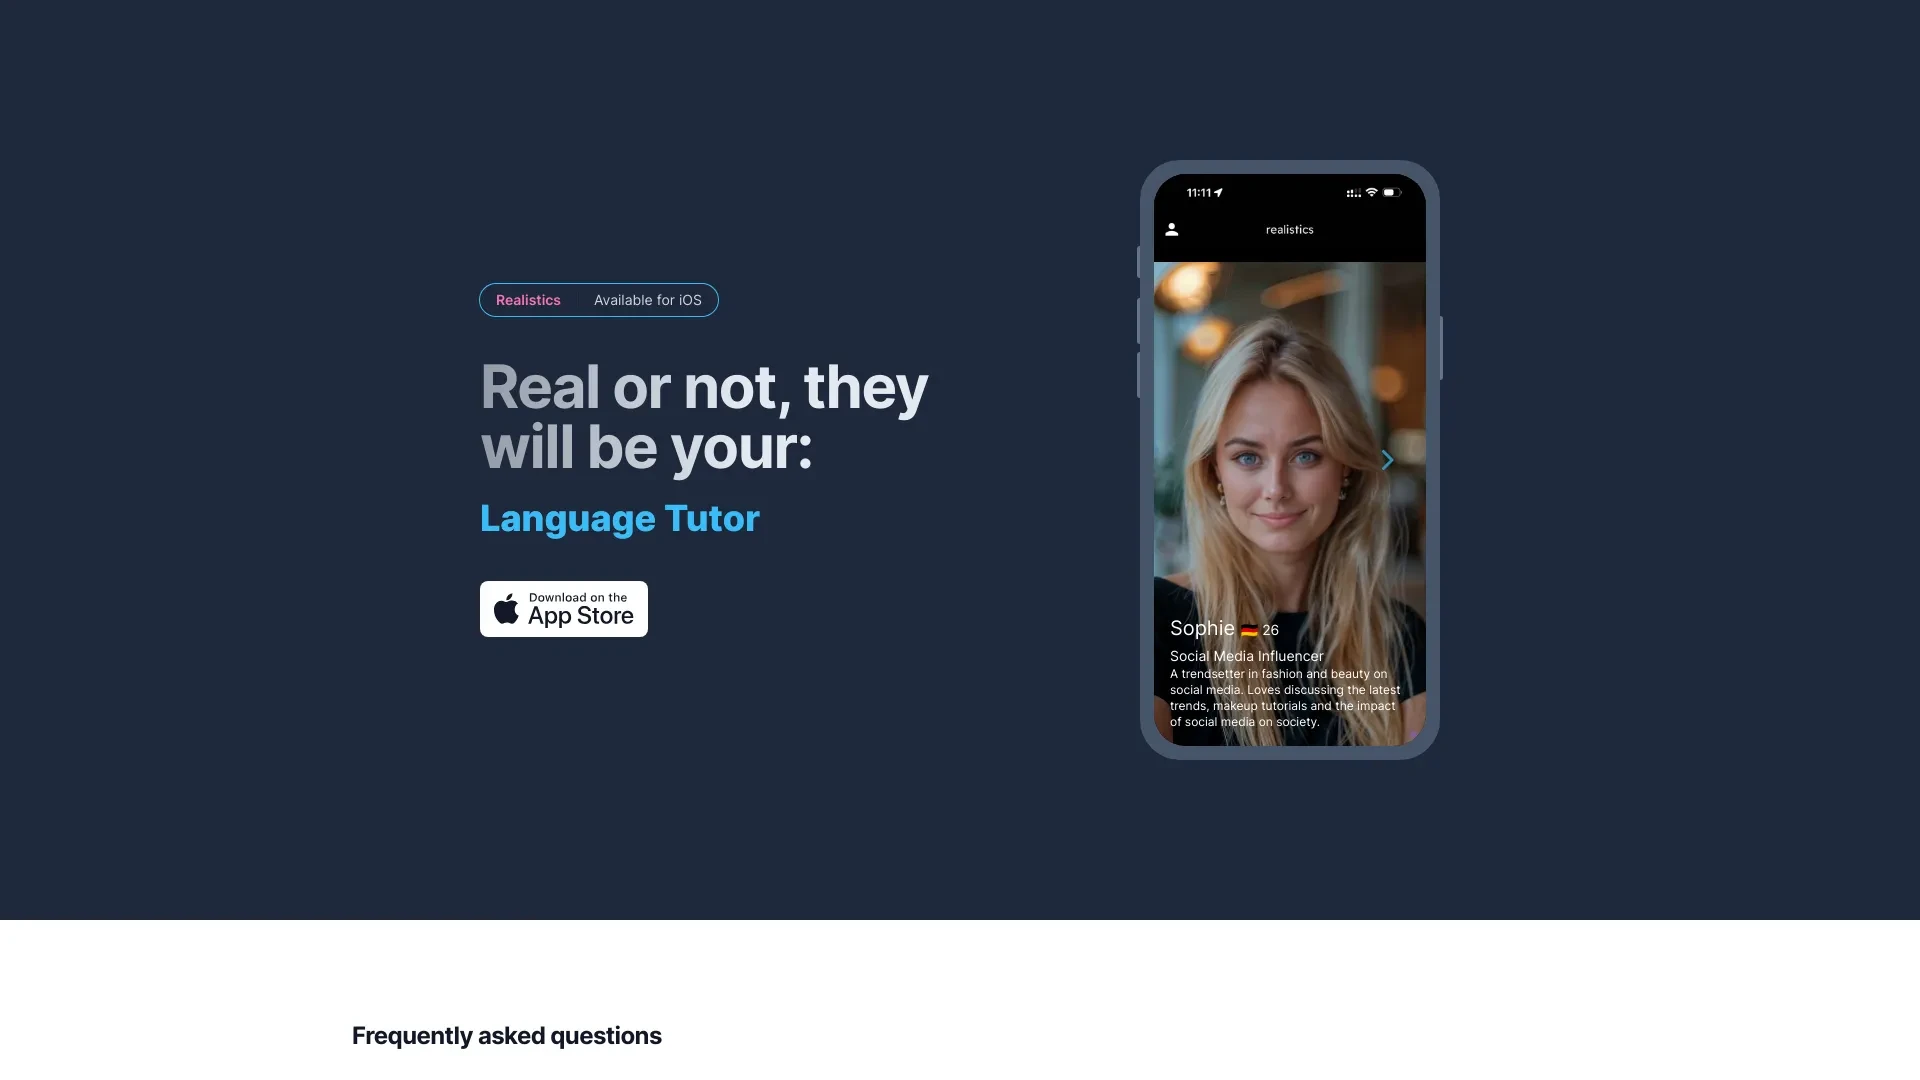 Realistics Available for iOS
Real or not, they
will be your:
Language Tutor
Download on the
App Store
11:11
realistics
Sophie 🇩🇪 26
Social Media Influencer
A trendsetter in fashion and beauty on
social media. Loves discussing the latest
trends, makeup tutorials and the impact
of social media on society.
Frequently asked questions